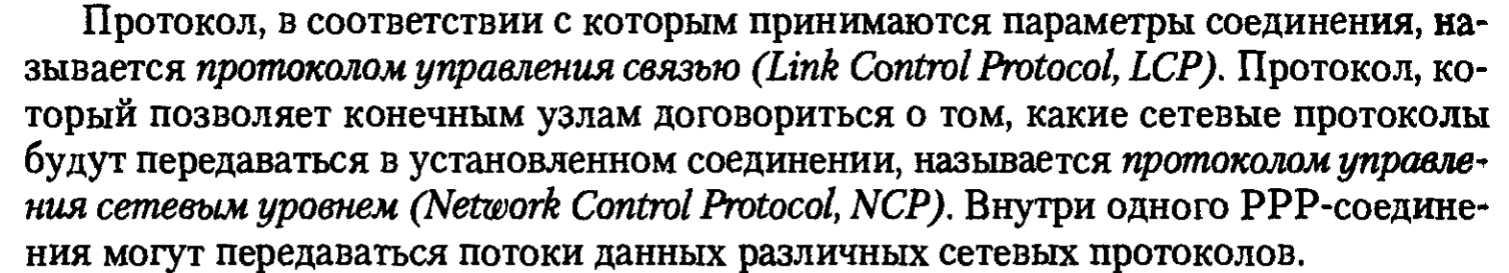 Протокол, в соответствии с которым принимаются параметры соединения, на-
зывается протоколом управления связью (Link Control Protocol, LCP). Протокол, ко-
торый позволяет конечным узлам договориться о том, какие сетевые протоколы
будут передаваться в установленном соединении, называется протоколом управле-
ния сетевым уровнем (Network Control Protocol, NCP). Внутри одного PPP-соедине-
ния могут передаваться потоки данных различных сетевых протоколов.